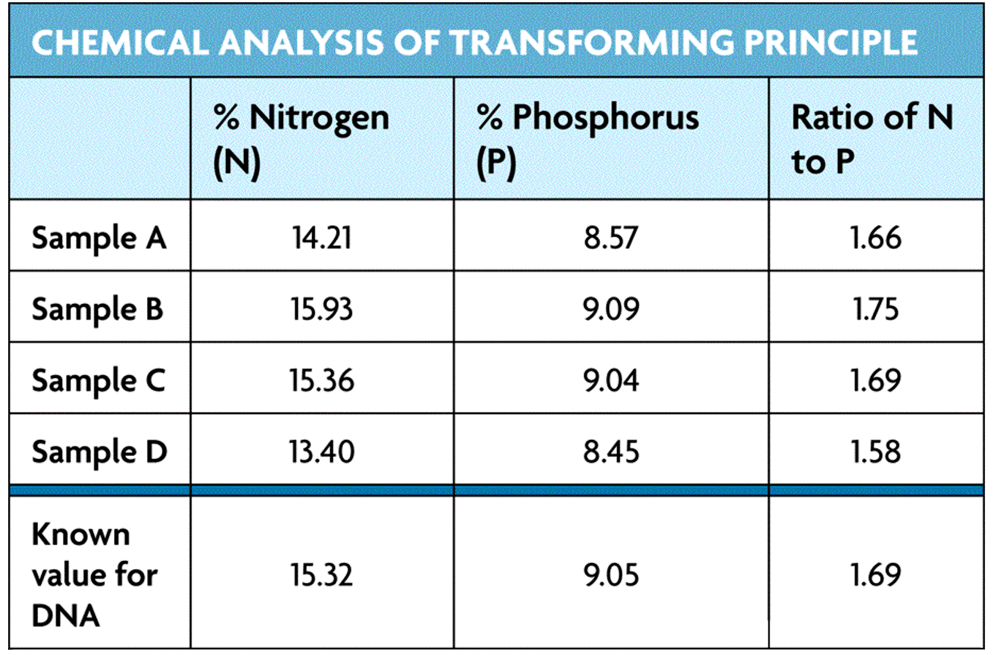 CHEMICAL ANALYSIS OF TRANSFORMING PRINCIPLE
% Nitrogen (N) % Phosphorus (P) Ratio of N to P
Sample A 14.21 8.57 1.66
Sample B 15.93 9.09 1.75
Sample C 15.36 9.04 1.69
Sample D 13.40 8.45 1.58
Known value for DNA 15.32 9.05 1.69